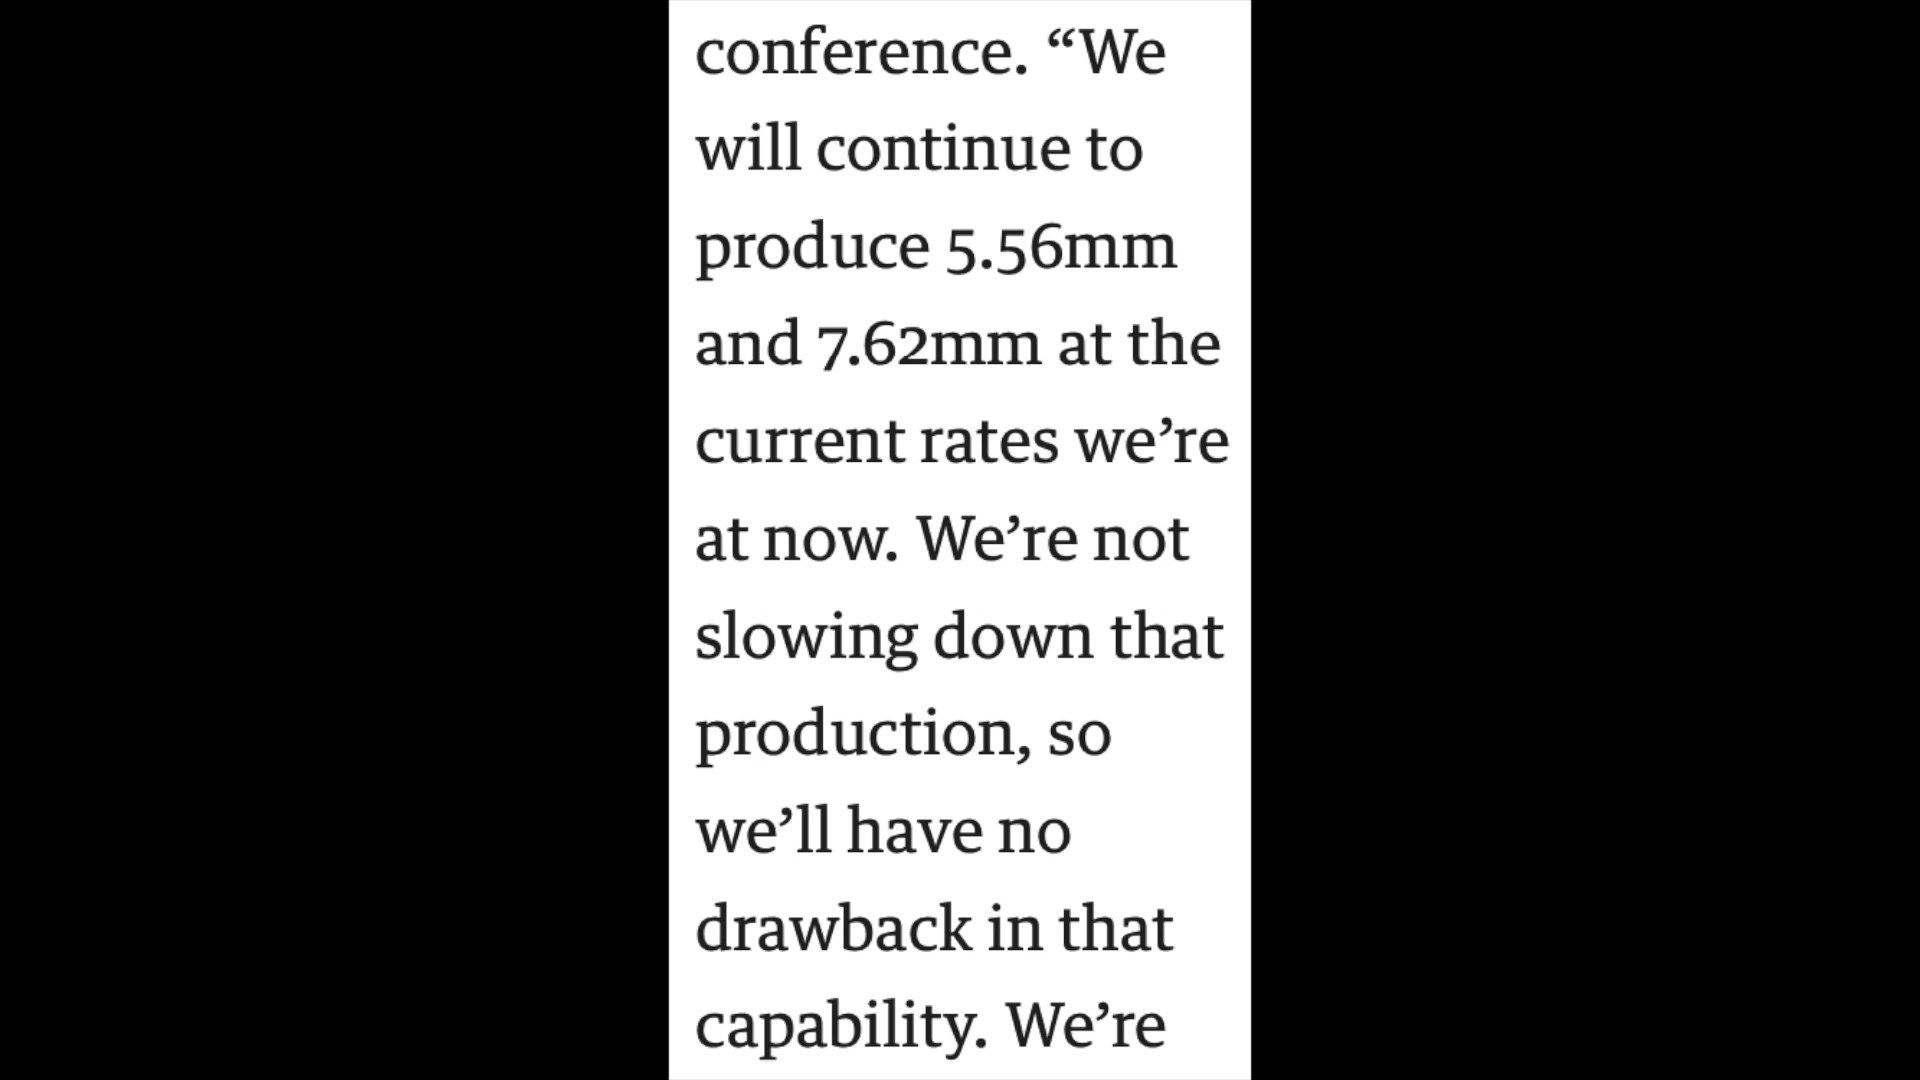 conference. “We
will continue to
produce 5.56mm
and 7.62mm at the
current rates we’re
at now. We’re not
slowing down that
production, so
we’ll have no
drawback in that
capability. We’re